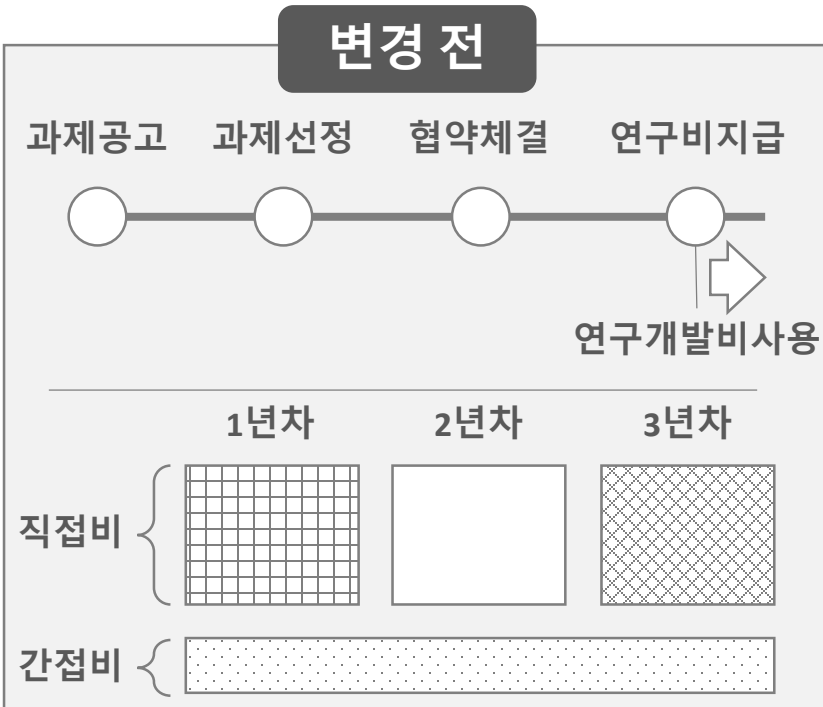 변경 전
과제공고 과제선정 협약체결 연구비지급
연구개발비사용
1년차 2년차 3년차
직접비
간접비